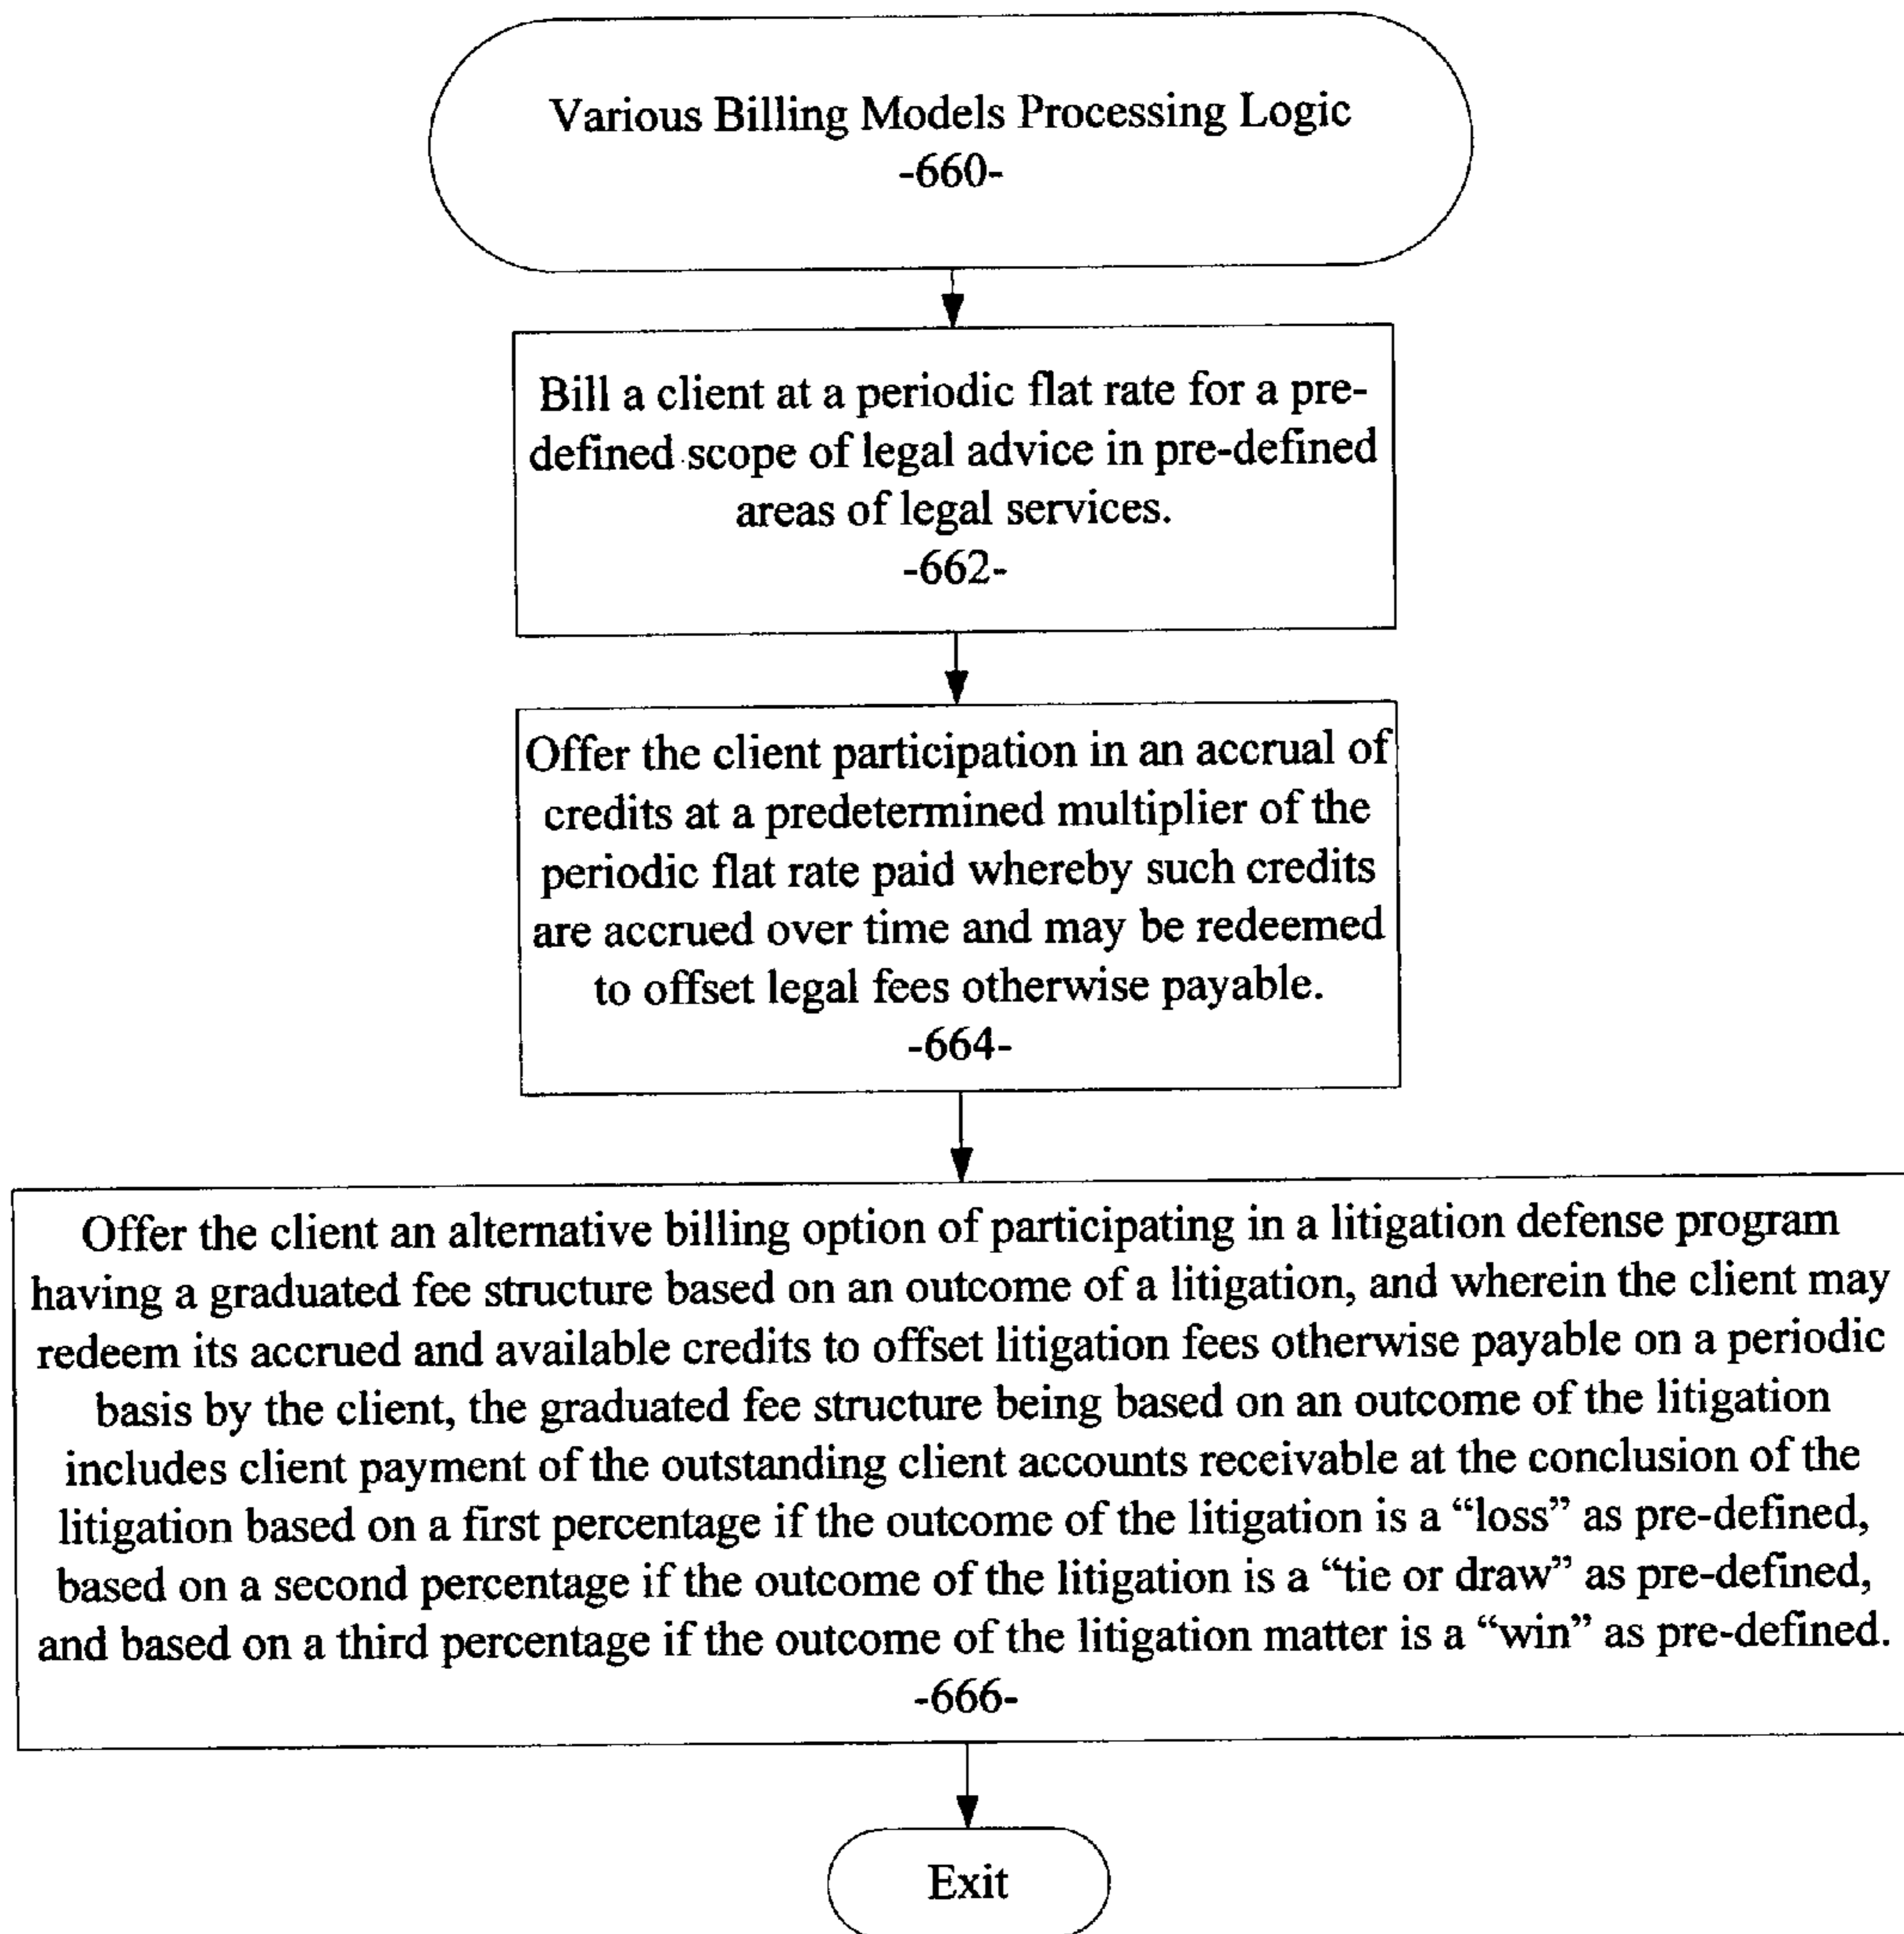 Various Billing Models Processing Logic
-660-
Bill a client at a periodic flat rate for a pre-
defined scope of legal advice in pre-defined
areas of legal services.
-662-
Offer the client participation in an accrual of
credits at a predetermined multiplier of the
periodic flat rate paid whereby such credits
are accrued over time and may be redeemed
to offset legal fees otherwise payable.
-664-
Offer the client an alternative billing option of participating in a litigation defense program
having a graduated fee structure based on an outcome of a litigation, and wherein the client may
redeem its accrued and available credits to offset litigation fees otherwise payable on a periodic
basis by the client, the graduated fee structure being based on an outcome of the litigation
includes client payment of the outstanding client accounts receivable at the conclusion of the
litigation based on a first percentage if the outcome of the litigation is a “loss” as pre-defined,
based on a second percentage if the outcome of the litigation is a “tie or draw” as pre-defined,
and based on a third percentage if the outcome of the litigation matter is a “win” as pre-defined.
-666-
Exit